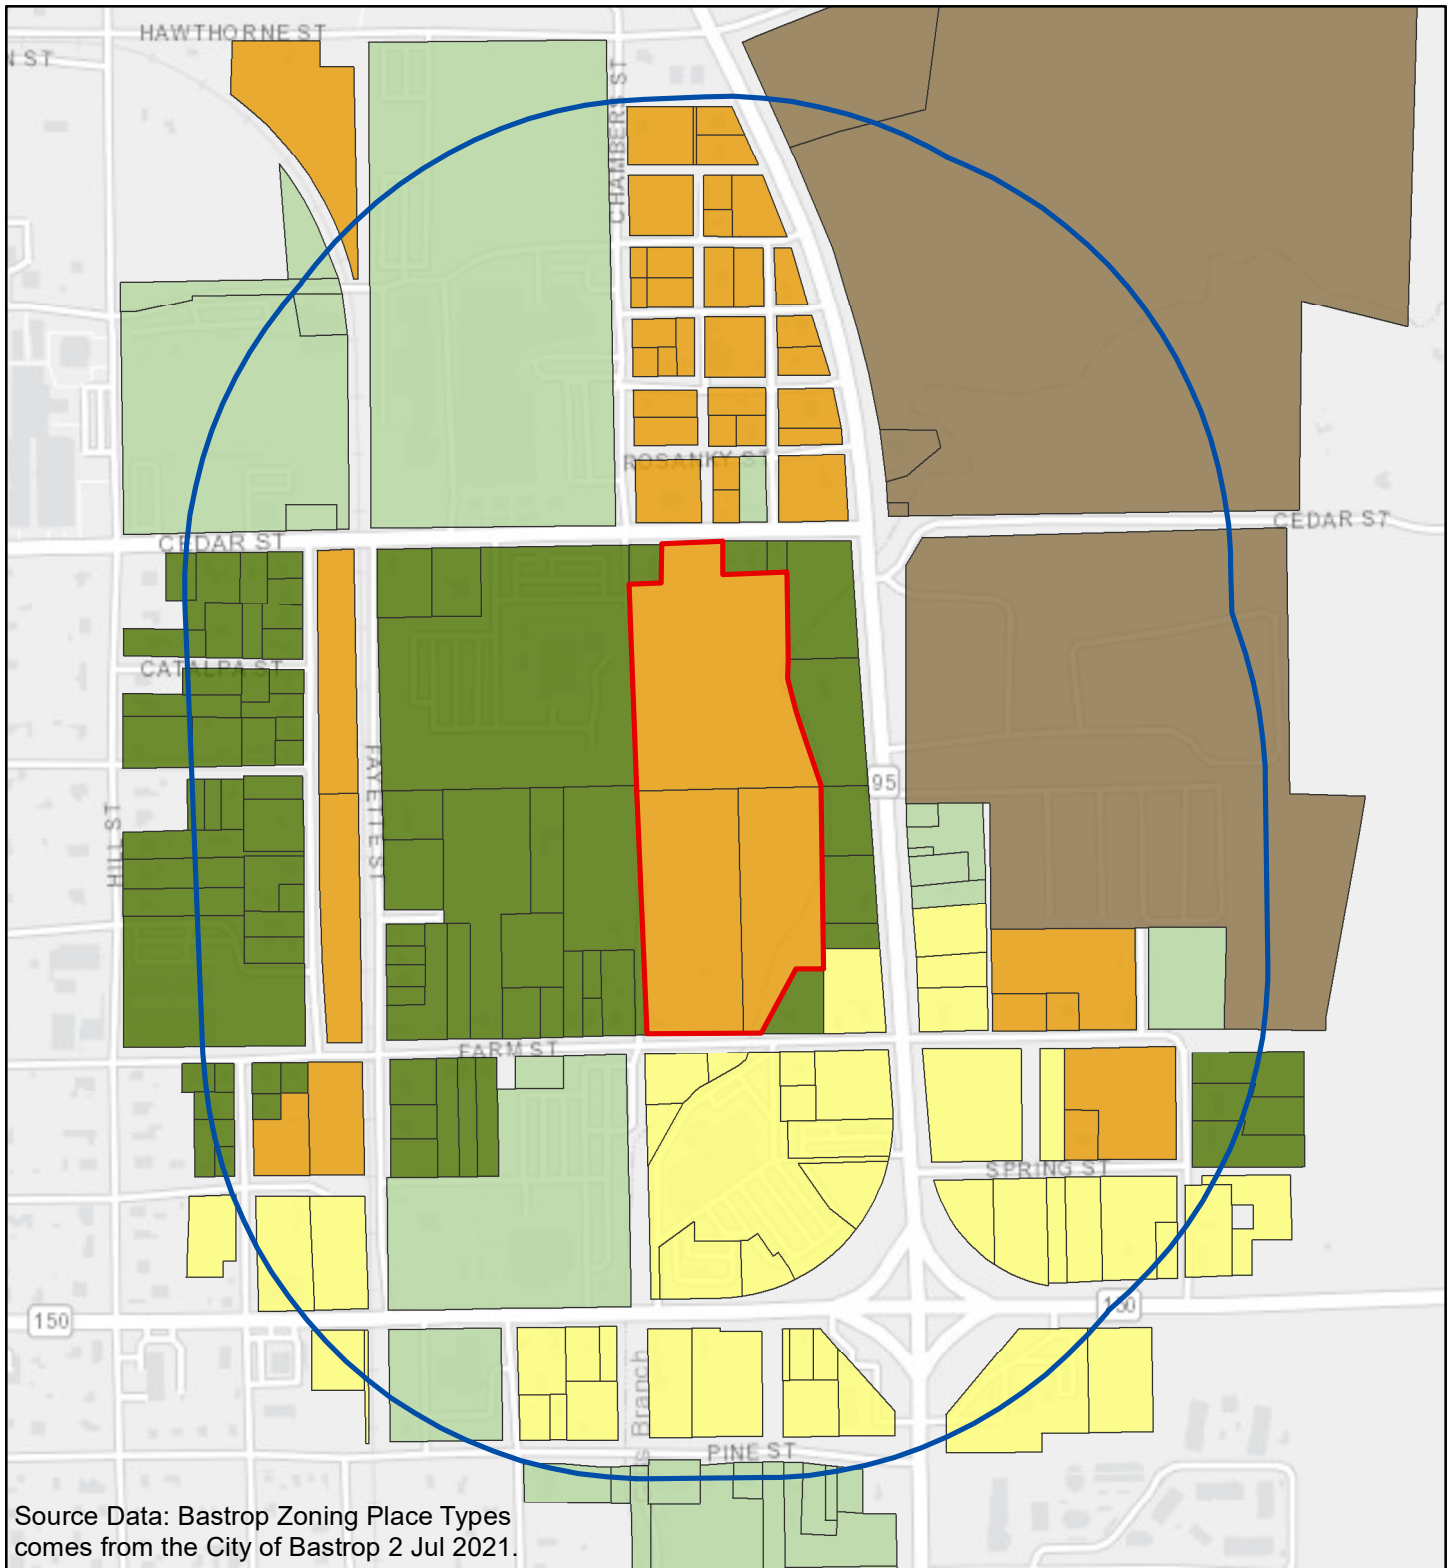 HAWTHORNE ST
N ST
CHAMBERS ST
ROSANKY ST
CEDAR ST
CEDAR ST
CATALPA ST
FAYETTE ST
95
HILL ST
FARM ST
SPRING ST
150
150
Branch
PINE ST
Source Data: Bastrop Zoning Place Types
comes from the City of Bastrop 2 Jul 2021.